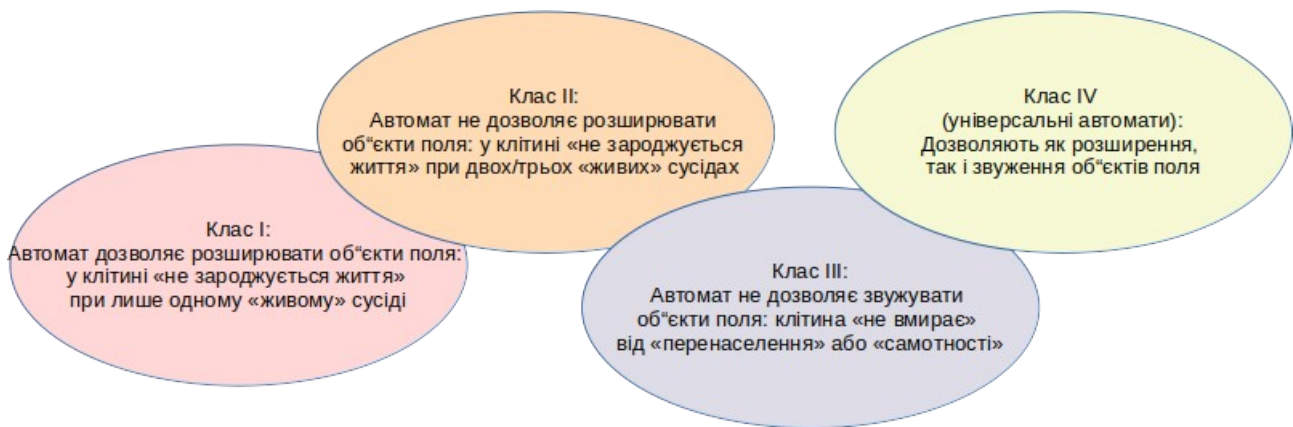 Клас I:
Автомат дозволяє розширювати об“єкти поля:
у клітині «не зароджується життя»
при лише одному «живому» сусіді
Клас II:
Автомат не дозволяє розширювати
об“єкти поля: у клітині «не зароджується
життя» при двох/трьох «живих» сусідах
Клас III:
Автомат не дозволяє звужувати
об“єкти поля: клітина «не вмирає»
від «перенаселення» або «самотності»
Клас IV
(універсальні автомати):
Дозволяють як розширення,
так і звуження об“єктів поля